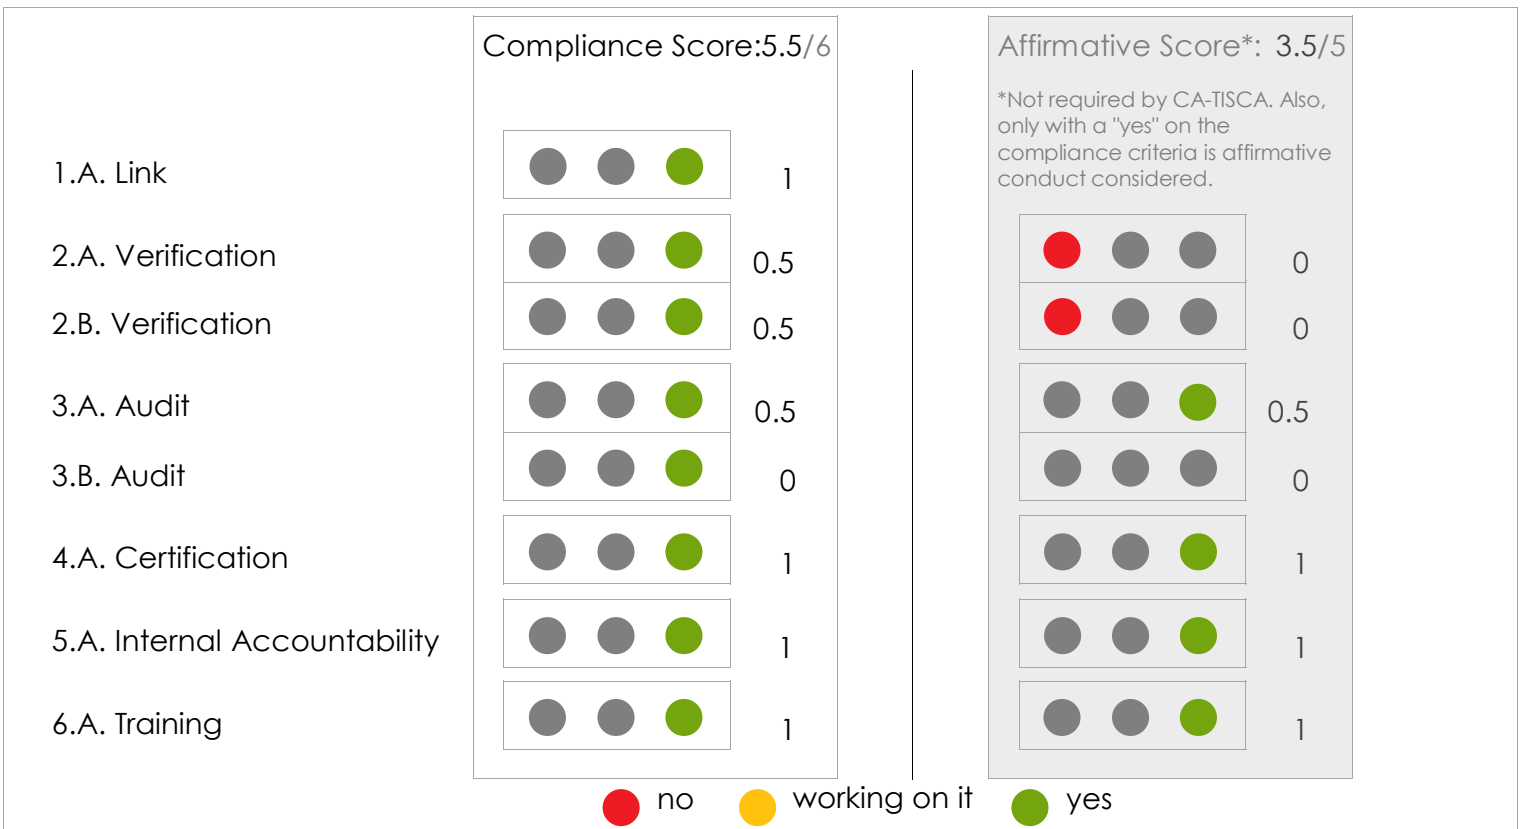 Compliance Score:5.5/6
Affirmative Score*: 3.5/5
*Not required by CA-TISCA. Also,
only with a "yes" on the
compliance criteria is affirmative
conduct considered.
1.A. Link 1
2.A. Verification 0.5 0
2.B. Verification 0.5 0
3.A. Audit 0.5 0.5
3.B. Audit 0 0
4.A. Certification 1 1
5.A. Internal Accountability 1 1
6.A. Training 1 1
no working on it yes